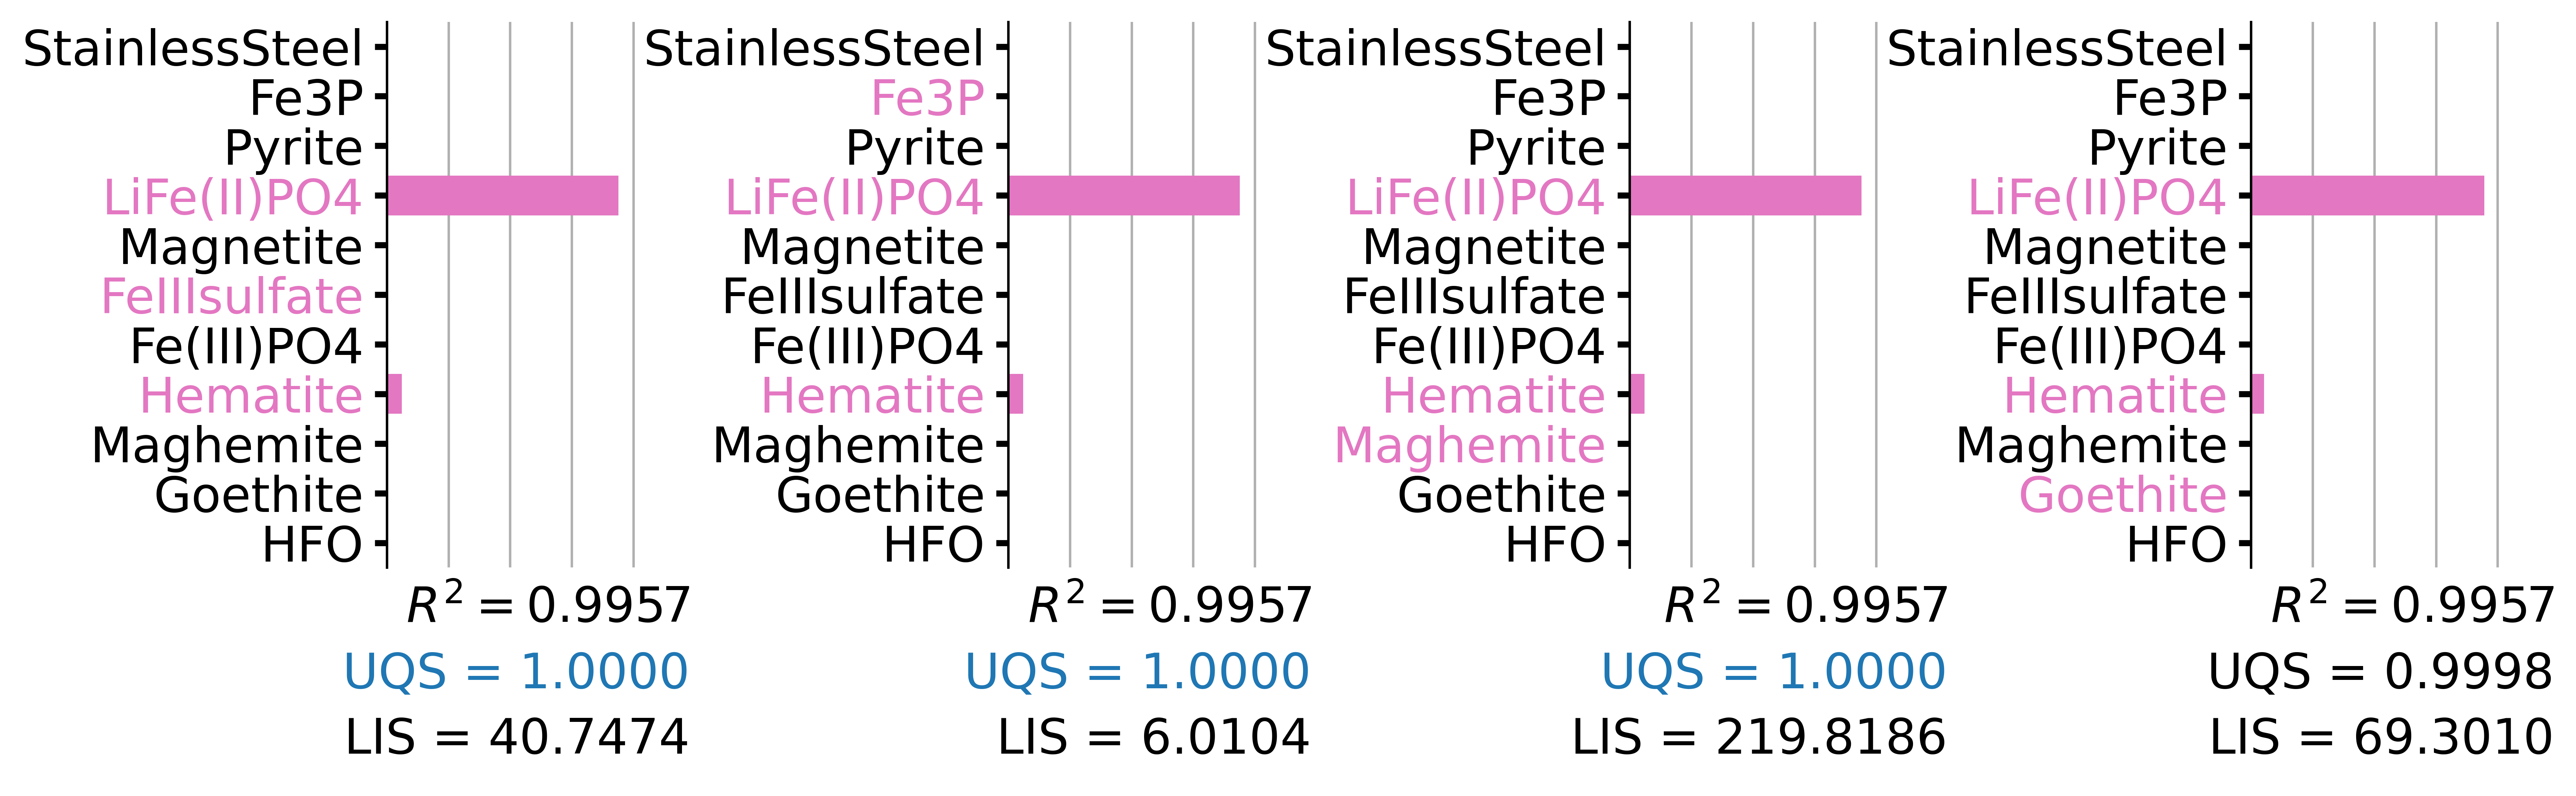 StainlessSteel
Fe3P
Pyrite
LiFe(II)PO4
Magnetite
FeIIIsulfate
Fe(III)PO4
Hematite
Maghemite
Goethite
HFO
R² = 0.9957
UQS = 1.0000
LIS = 40.7474
StainlessSteel
Fe3P
Pyrite
LiFe(II)PO4
Magnetite
FeIIIsulfate
Fe(III)PO4
Hematite
Maghemite
Goethite
HFO
R² = 0.9957
UQS = 1.0000
LIS = 6.0104
StainlessSteel
Fe3P
Pyrite
LiFe(II)PO4
Magnetite
FeIIIsulfate
Fe(III)PO4
Hematite
Maghemite
Goethite
HFO
R² = 0.9957
UQS = 1.0000
LIS = 219.8186
StainlessSteel
Fe3P
Pyrite
LiFe(II)PO4
Magnetite
FeIIIsulfate
Fe(III)PO4
Hematite
Maghemite
Goethite
HFO
R² = 0.9957
UQS = 0.9998
LIS = 69.3010